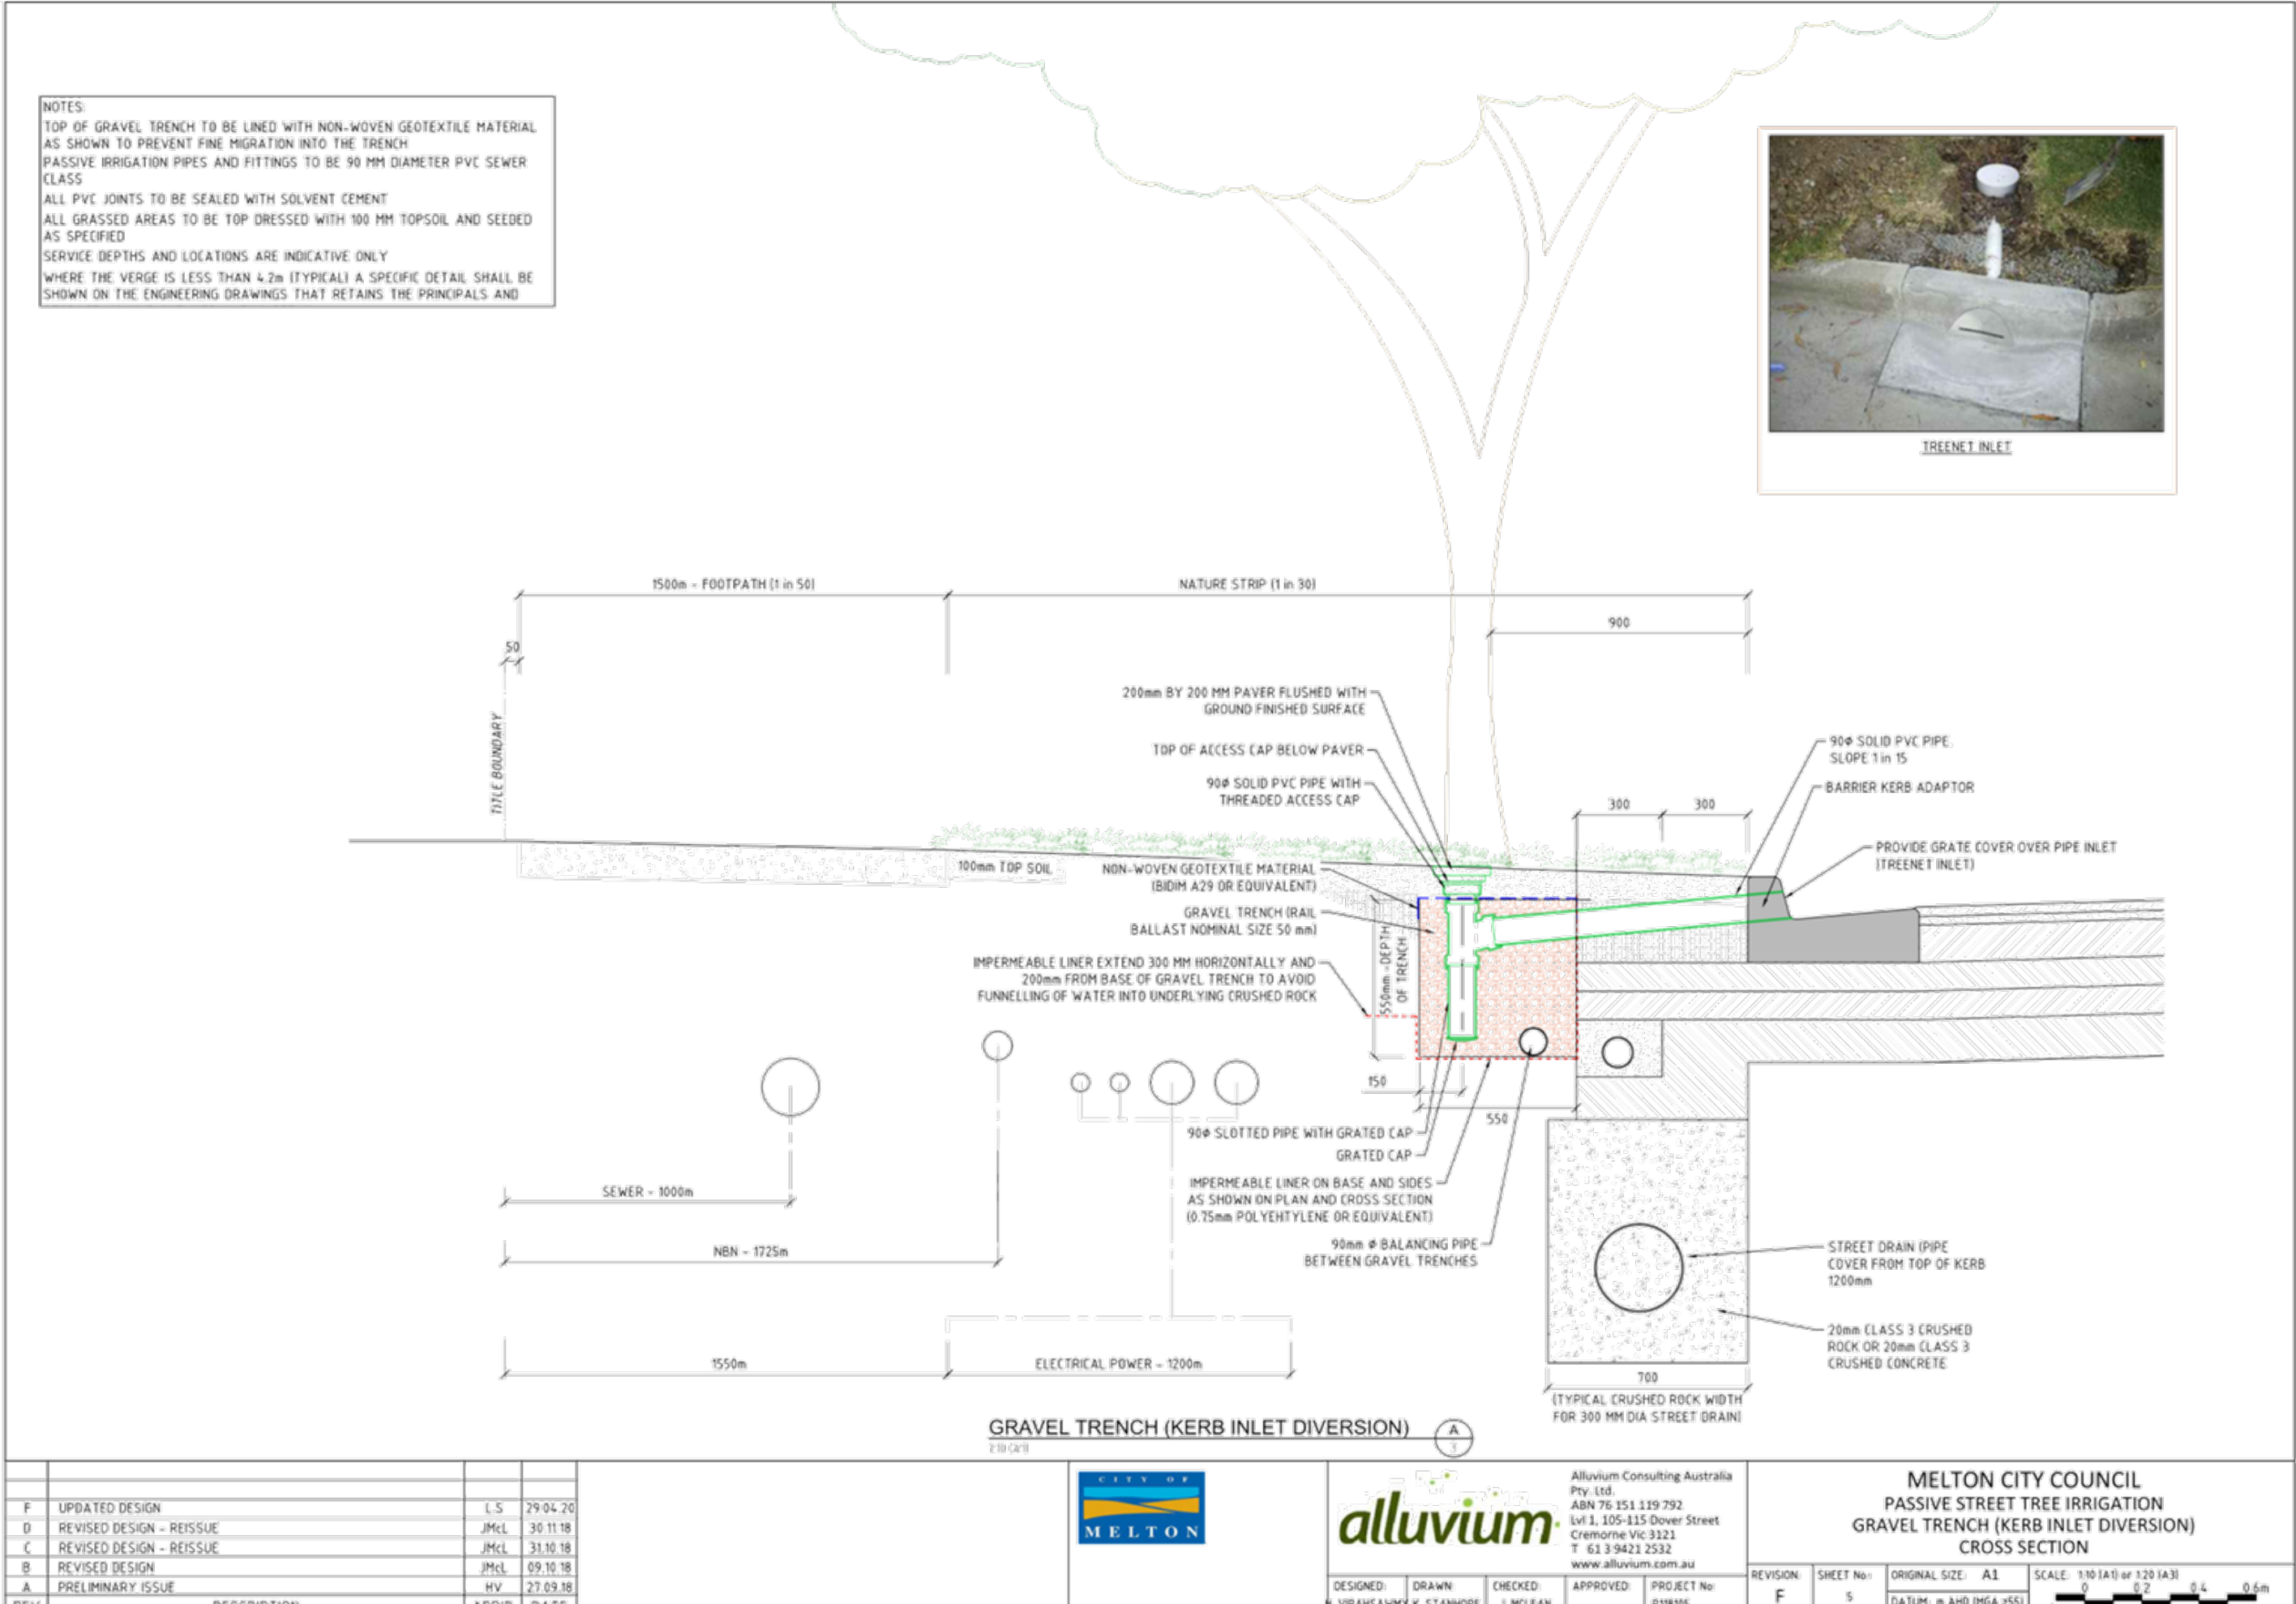 NOTES:
TOP OF GRAVEL TRENCH TO BE LINED WITH NON-WOVEN GEOTEXTILE MATERIAL
AS SHOWN TO PREVENT FINE MIGRATION INTO THE TRENCH
PASSIVE IRRIGATION PIPES AND FITTINGS TO BE 90 MM DIAMETER PVC SEWER
CLASS
ALL PVC JOINTS TO BE SEALED WITH SOLVENT CEMENT
ALL GRASSED AREAS TO BE TOP DRESSED WITH 100 MM TOPSOIL AND SEEDED
AS SPECIFIED
SERVICE DEPTHS AND LOCATIONS ARE INDICATIVE ONLY
WHERE THE VERGE IS LESS THAN 4.2m (TYPICAL) A SPECIFIC DETAIL SHALL BE
SHOWN ON THE ENGINEERING DRAWINGS THAT RETAINS THE PRINCIPALS AND
TREENET INLET
1500m - FOOTPATH (1 in 50)
NATURE STRIP (1 in 30)
900
50
TITLE BOUNDARY
200mm BY 200 MM PAVER FLUSHED WITH
GROUND FINISHED SURFACE
TOP OF ACCESS CAP BELOW PAVER
90ø SOLID PVC PIPE WITH
THREADED ACCESS CAP
90ø SOLID PVC PIPE.
SLOPE 1 in 15
BARRIER KERB ADAPTOR
300
300
PROVIDE GRATE COVER OVER PIPE INLET
(TREENET INLET)
100mm TOP SOIL
NON-WOVEN GEOTEXTILE MATERIAL
(BIDIM A29 OR EQUIVALENT)
GRAVEL TRENCH (RAIL
BALLAST NOMINAL SIZE 50 mm)
550mm -DEPTH
OF TRENCH
IMPERMEABLE LINER EXTEND 300 MM HORIZONTALLY AND
200mm FROM BASE OF GRAVEL TRENCH TO AVOID
FUNNELLING OF WATER INTO UNDERLYING CRUSHED ROCK
150
550
90ø SLOTTED PIPE WITH GRATED CAP
GRATED CAP
IMPERMEABLE LINER ON BASE AND SIDES
AS SHOWN ON PLAN AND CROSS SECTION
(0.75mm POLYEHTYLENE OR EQUIVALENT)
90mm ø BALANCING PIPE
BETWEEN GRAVEL TRENCHES
SEWER - 1000m
NBN - 1725m
1550m
ELECTRICAL POWER - 1200m
STREET DRAIN (PIPE
COVER FROM TOP OF KERB
1200mm
20mm CLASS 3 CRUSHED
ROCK OR 20mm CLASS 3
CRUSHED CONCRETE
700
(TYPICAL CRUSHED ROCK WIDTH
FOR 300 MM DIA STREET DRAIN)
GRAVEL TRENCH (KERB INLET DIVERSION)
A
3
F UPDATED DESIGN L.S 29.04.20
D REVISED DESIGN - REISSUE JMcL 30.11.18
C REVISED DESIGN - REISSUE JMcL 31.10.18
B REVISED DESIGN JMcL 09.10.18
A PRELIMINARY ISSUE HV 27.09.18
CITY OF
MELTON
alluvium
Alluvium Consulting Australia
Pty. Ltd.
ABN 76 151 119 792
Lvl 1, 105-115 Dover Street
Cremorne Vic 3121
T 61 3 9421 2532
www.alluvium.com.au
DESIGNED: DRAWN: CHECKED: APPROVED: PROJECT No:
MELTON CITY COUNCIL
PASSIVE STREET TREE IRRIGATION
GRAVEL TRENCH (KERB INLET DIVERSION)
CROSS SECTION
REVISION: F
SHEET No: 5
ORIGINAL SIZE: A1
SCALE: 1:10 (A1) or 1:20 (A3)
0 0.2 0.4 0.6m